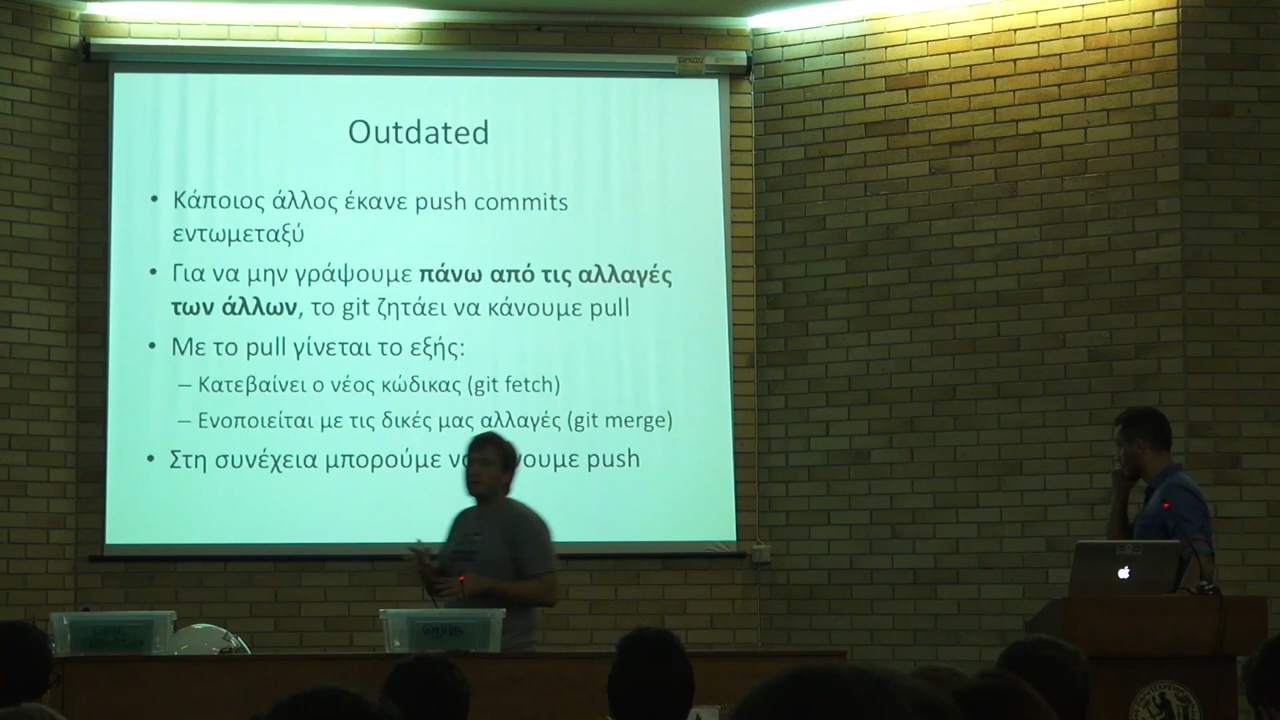 Outdated
• Κάποιος άλλος έκανε push commits
εντωμεταξύ
• Για να μην γράψουμε πάνω από τις αλλαγές
των άλλων, το git ζητάει να κάνουμε pull
• Με το pull γίνεται το εξής:
– Κατεβαίνει ο νέος κώδικας (git fetch)
– Ενοποιείται με τις δικές μας αλλαγές (git merge)
• Στη συνέχεια μπορούμε push